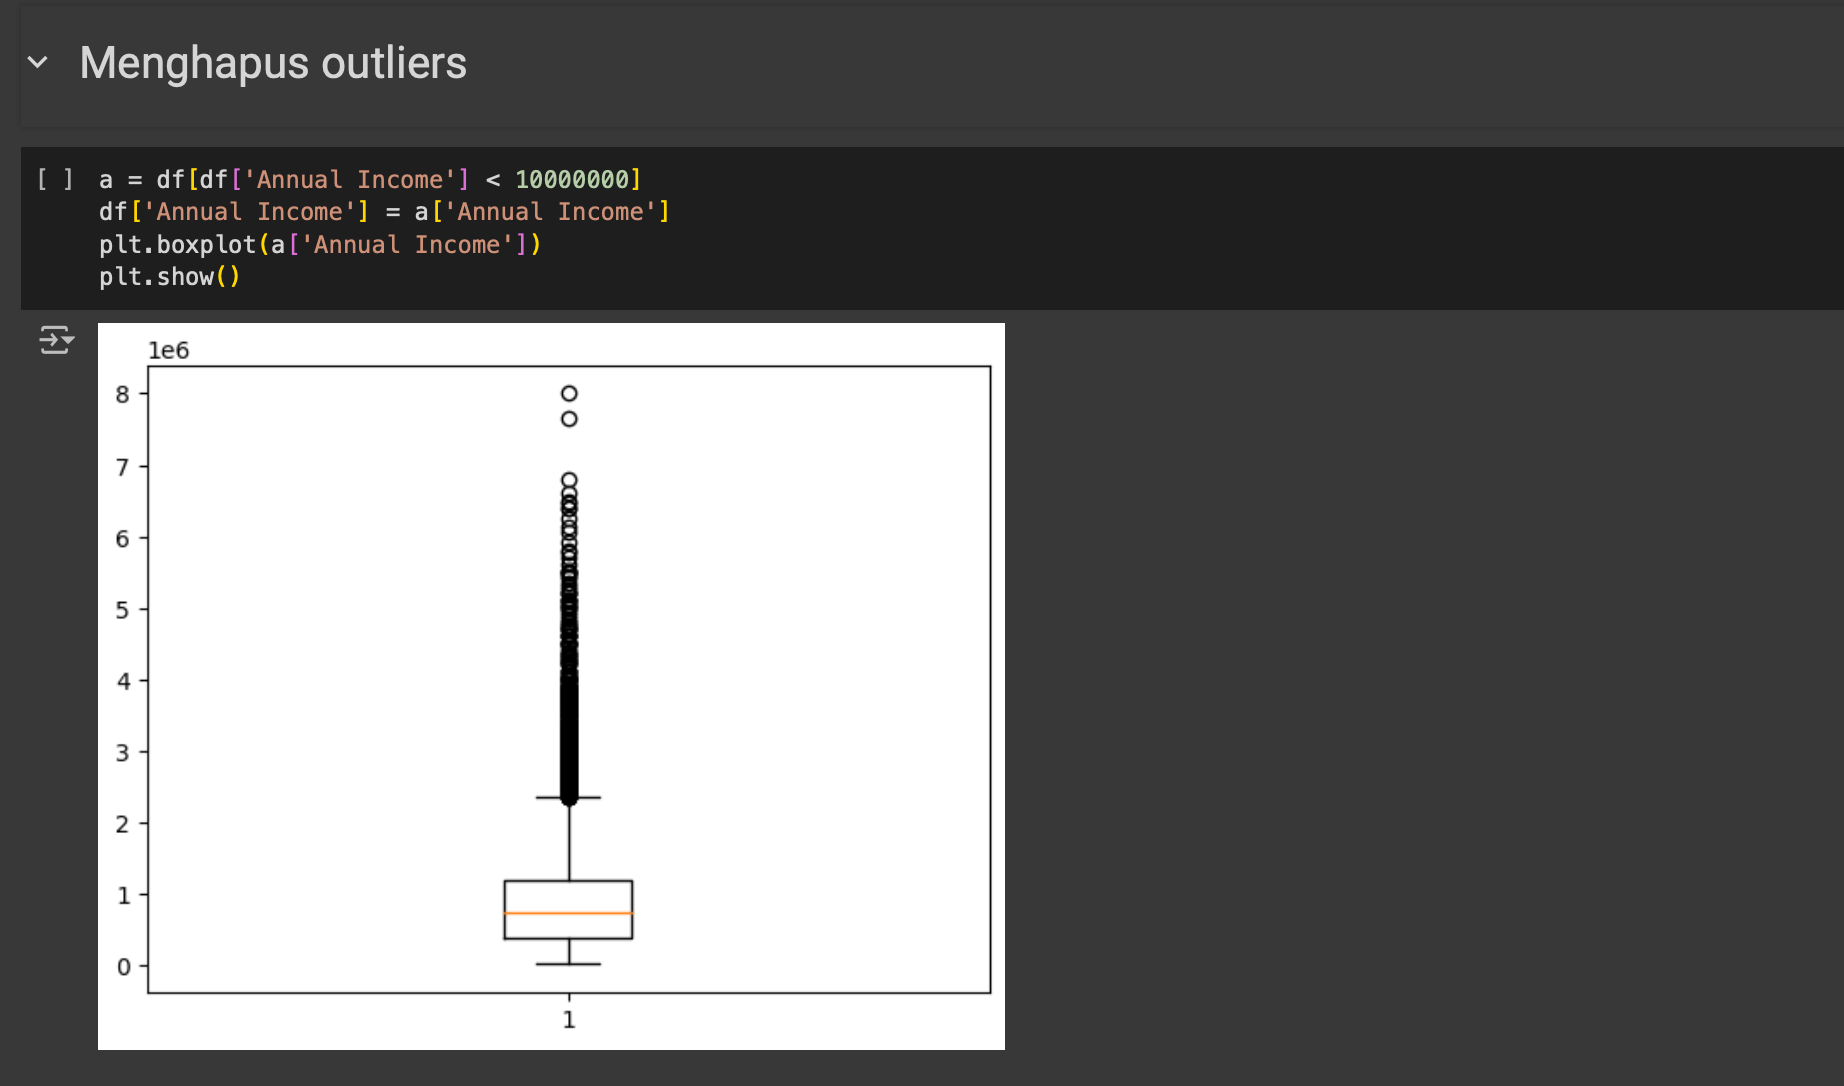 Menghapus outliers
[ ] a = df[df['Annual Income'] < 10000000]
df['Annual Income'] = a['Annual Income']
plt.boxplot(a['Annual Income'])
plt.show()
1e6
8
7
6
5
4
3
2
1
0
1